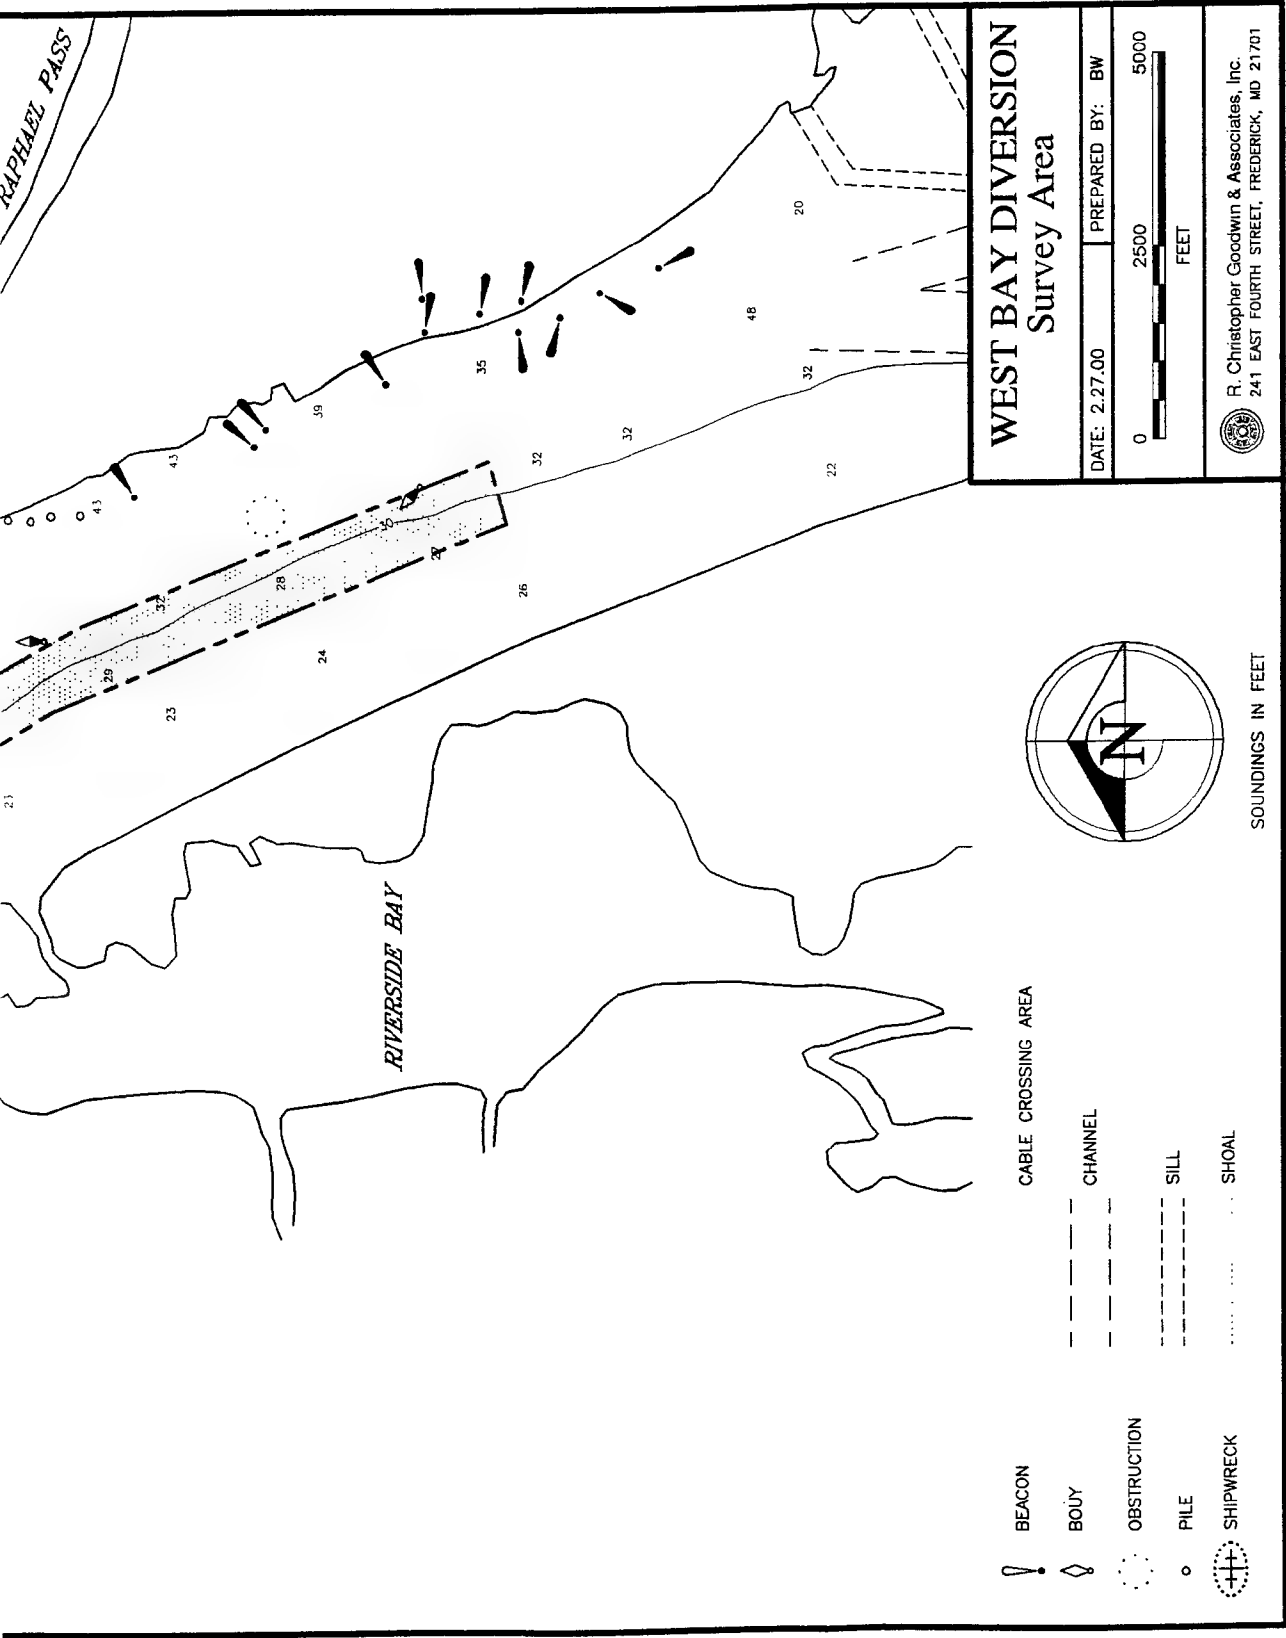 RAPHAEL PASS
43
43
39
35
20
48
32
32
32
22
30
27
28
32
29
26
24
23
23
RIVERSIDE BAY
WEST BAY DIVERSION
Survey Area
DATE: 2.27.00
PREPARED BY: BW
0 2500 5000
FEET
R. Christopher Goodwin & Associates, Inc.
241 EAST FOURTH STREET, FREDERICK, MD 21701
N
SOUNDINGS IN FEET
BEACON
BOUY
OBSTRUCTION
PILE
SHIPWRECK
CABLE CROSSING AREA
CHANNEL
SILL
SHOAL